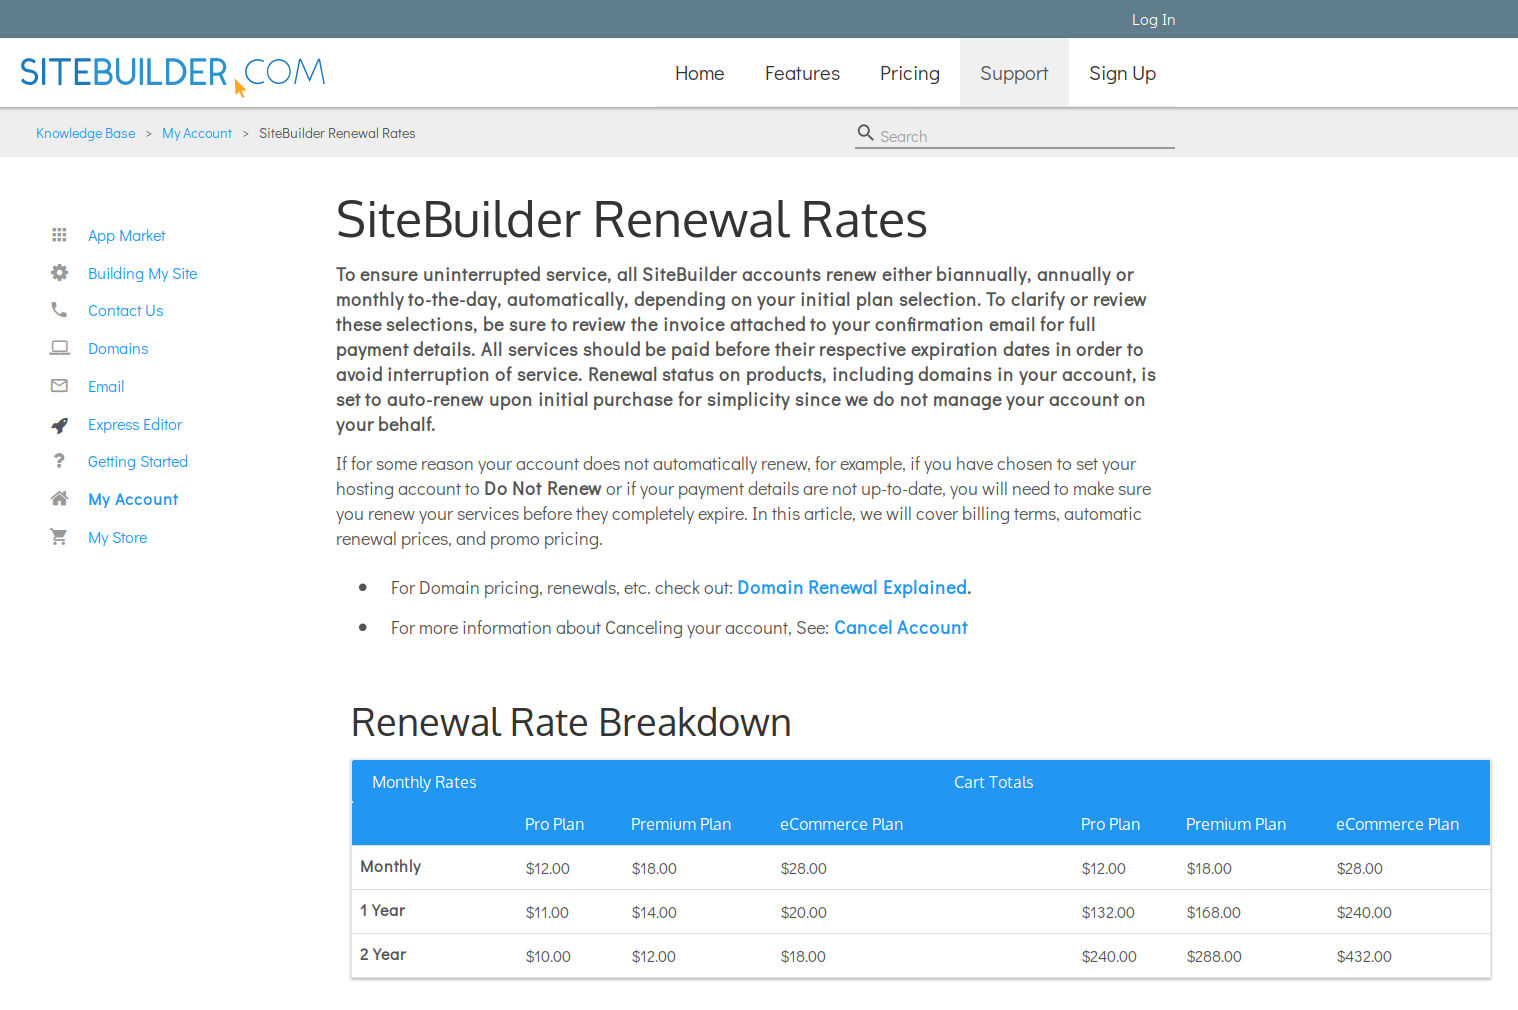 Log In
SITEBUILDER.COM
Home Features Pricing Support Sign Up
Knowledge Base > My Account > SiteBuilder Renewal Rates
Search
App Market
Building My Site
Contact Us
Domains
Email
Express Editor
Getting Started
My Account
My Store
SiteBuilder Renewal Rates
To ensure uninterrupted service, all SiteBuilder accounts renew either biannually, annually or
monthly to-the-day, automatically, depending on your initial plan selection. To clarify or review
these selections, be sure to review the invoice attached to your confirmation email for full
payment details. All services should be paid before their respective expiration dates in order to
avoid interruption of service. Renewal status on products, including domains in your account, is
set to auto-renew upon initial purchase for simplicity since we do not manage your account on
your behalf.
If for some reason your account does not automatically renew, for example, if you have chosen to set your
hosting account to Do Not Renew or if your payment details are not up-to-date, you will need to make sure
you renew your services before they completely expire. In this article, we will cover billing terms, automatic
renewal prices, and promo pricing.
• For Domain pricing, renewals, etc. check out: Domain Renewal Explained.
• For more information about Canceling your account, See: Cancel Account
Renewal Rate Breakdown
Monthly Rates Cart Totals
Pro Plan Premium Plan eCommerce Plan Pro Plan Premium Plan eCommerce Plan
Monthly $12.00 $18.00 $28.00 $12.00 $18.00 $28.00
1 Year $11.00 $14.00 $20.00 $132.00 $168.00 $240.00
2 Year $10.00 $12.00 $18.00 $240.00 $288.00 $432.00